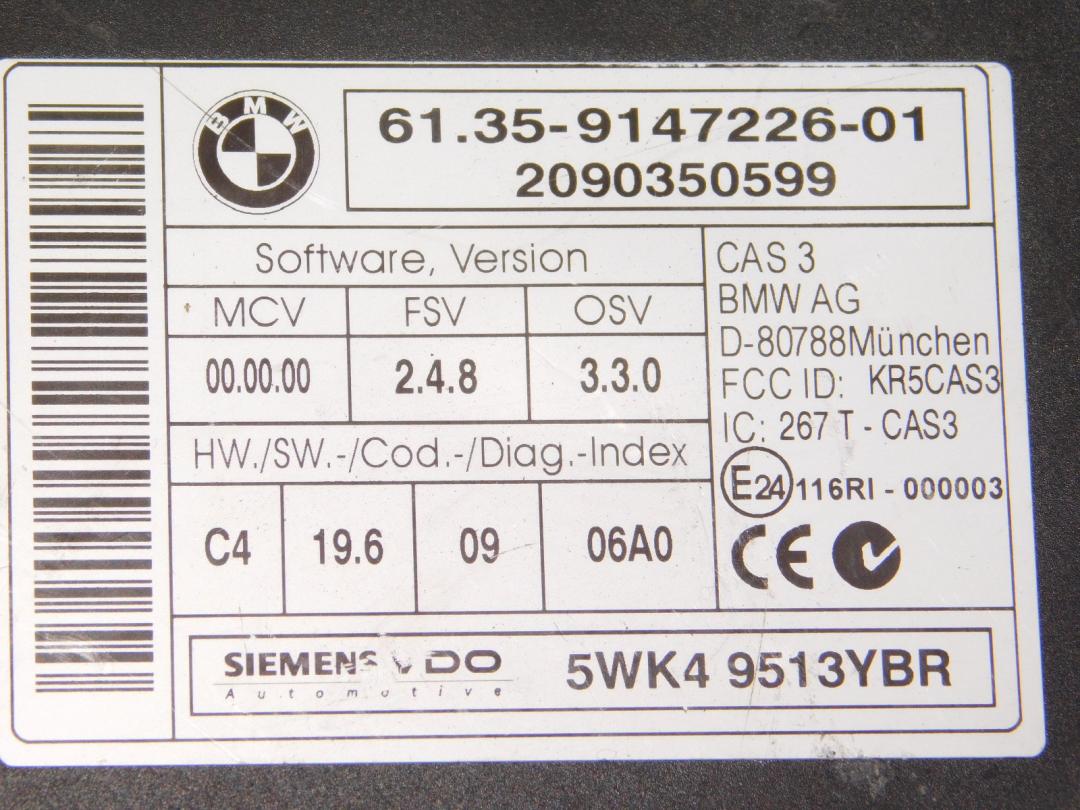 BMW
61.35-9147226-01
2090350599
Software, Version
MCV FSV OSV
00.00.00 2.4.8 3.3.0
HW./SW.-/Cod.-/Diag.-Index
C4 19.6 09 06A0
CAS 3
BMW AG
D-80788München
FCC ID: KR5CAS3
IC: 267 T - CAS3
E24 116RI - 000003
CE
SIEMENS VDO
Automotive
5WK4 9513YBR